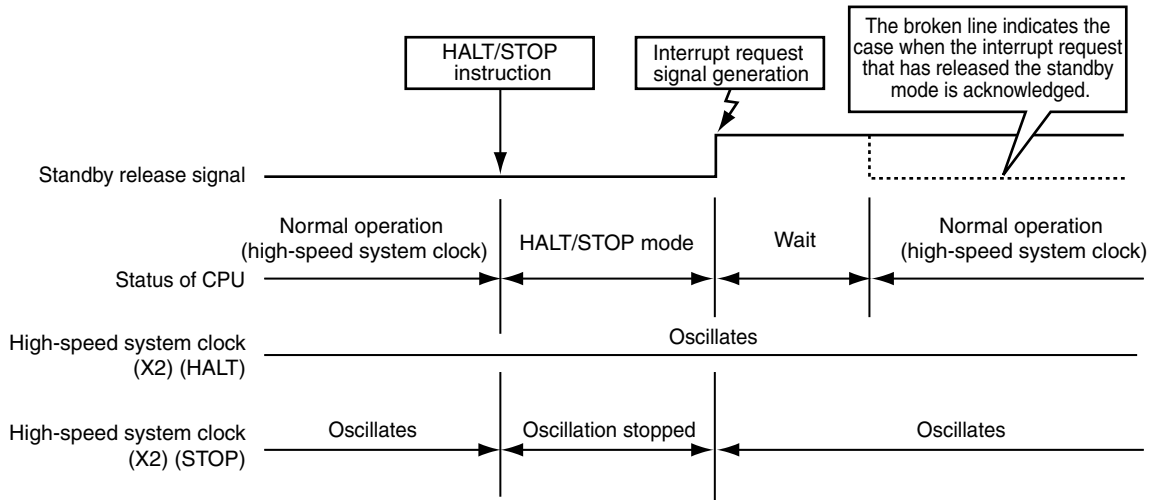 HALT/STOP
instruction
Interrupt request
signal generation
The broken line indicates the
case when the interrupt request
that has released the standby
mode is acknowledged.
Standby release signal
Normal operation
(high-speed system clock)
HALT/STOP mode
Wait
Normal operation
(high-speed system clock)
Status of CPU
High-speed system clock
(X2) (HALT)
Oscillates
High-speed system clock
(X2) (STOP)
Oscillates
Oscillation stopped
Oscillates